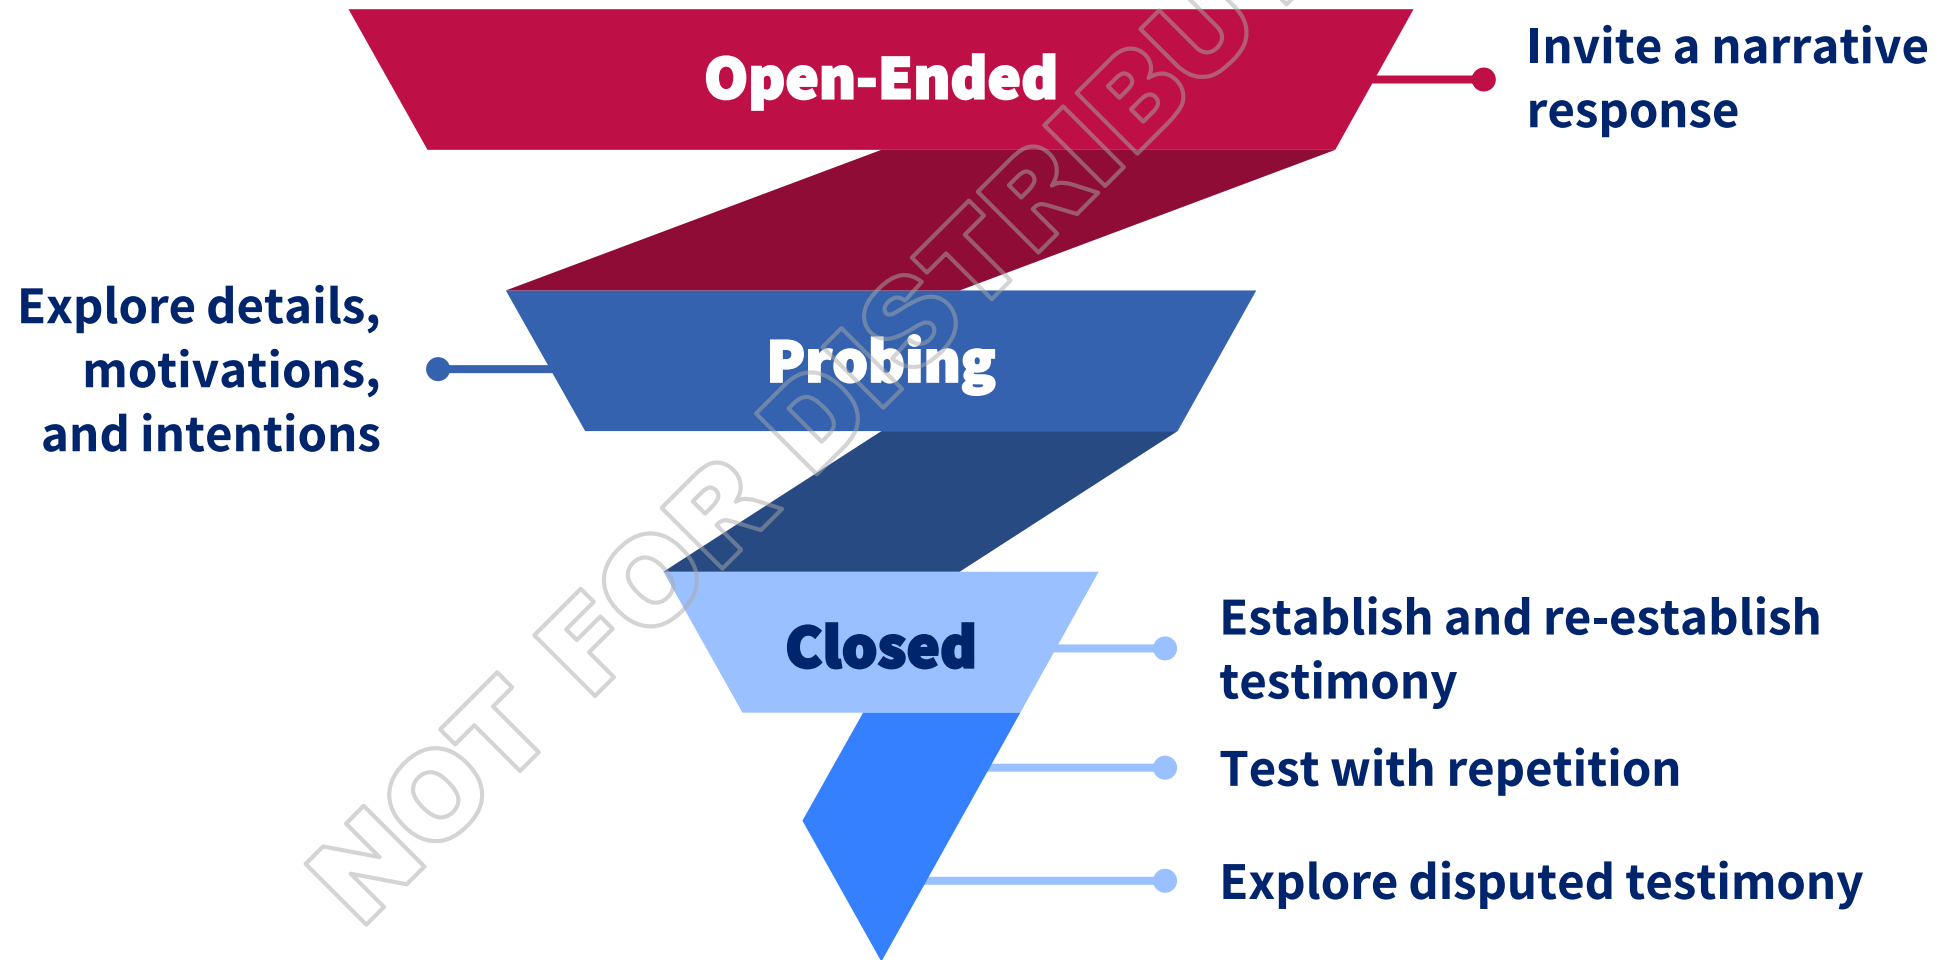 Open-Ended
Invite a narrative
response
Explore details,
motivations,
and intentions
Probing
Closed
Establish and re-establish
testimony
Test with repetition
Explore disputed testimony
NOT FOR DISTRIBU